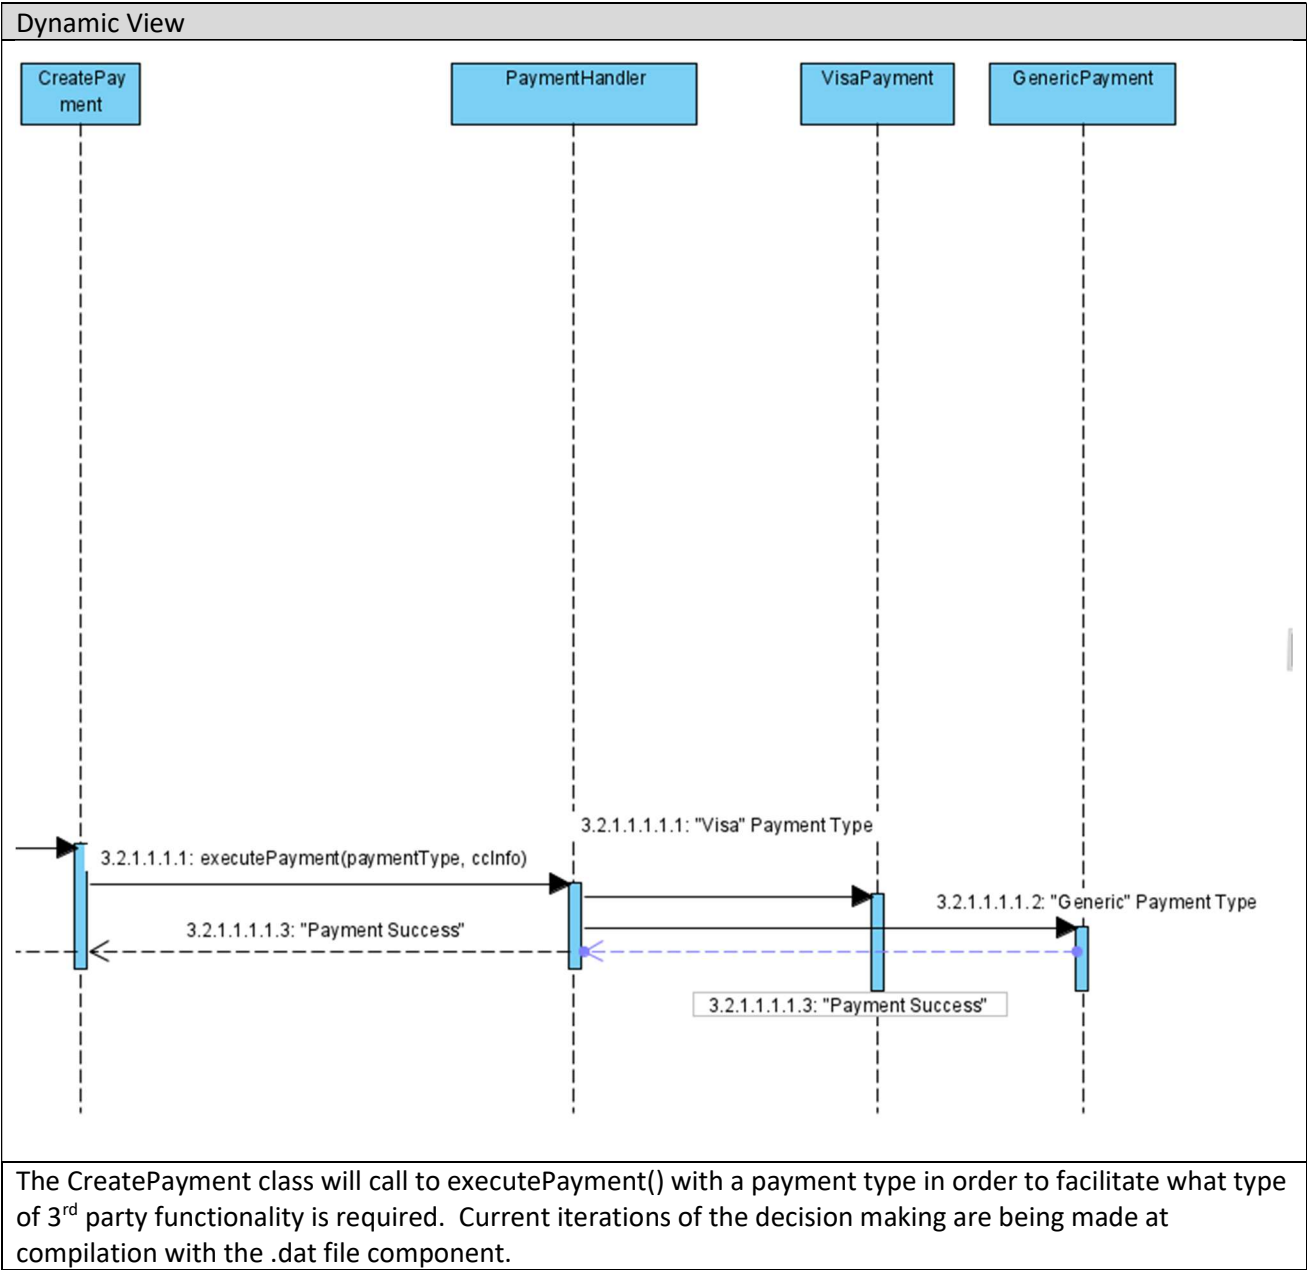 Dynamic View
CreatePay
ment
PaymentHandler
VisaPayment
GenericPayment
3.2.1.1.1.1.1: "Visa" Payment Type
3.2.1.1.1.1: executePayment(paymentType, ccInfo)
3.2.1.1.1.1.2: "Generic" Payment Type
3.2.1.1.1.1.3: "Payment Success"
3.2.1.1.1.1.3: "Payment Success"
The CreatePayment class will call to executePayment() with a payment type in order to facilitate what type
of 3rd party functionality is required.  Current iterations of the decision making are being made at
compilation with the .dat file component.